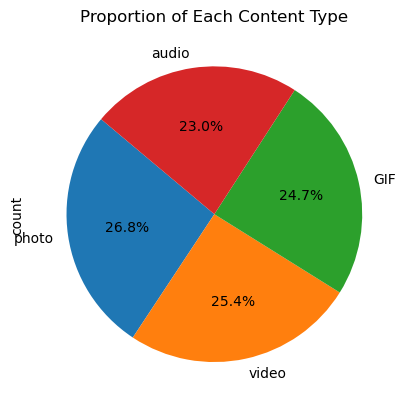 Proportion of Each Content Type
audio
23.0%
GIF
24.7%
count
photo
26.8%
25.4%
video